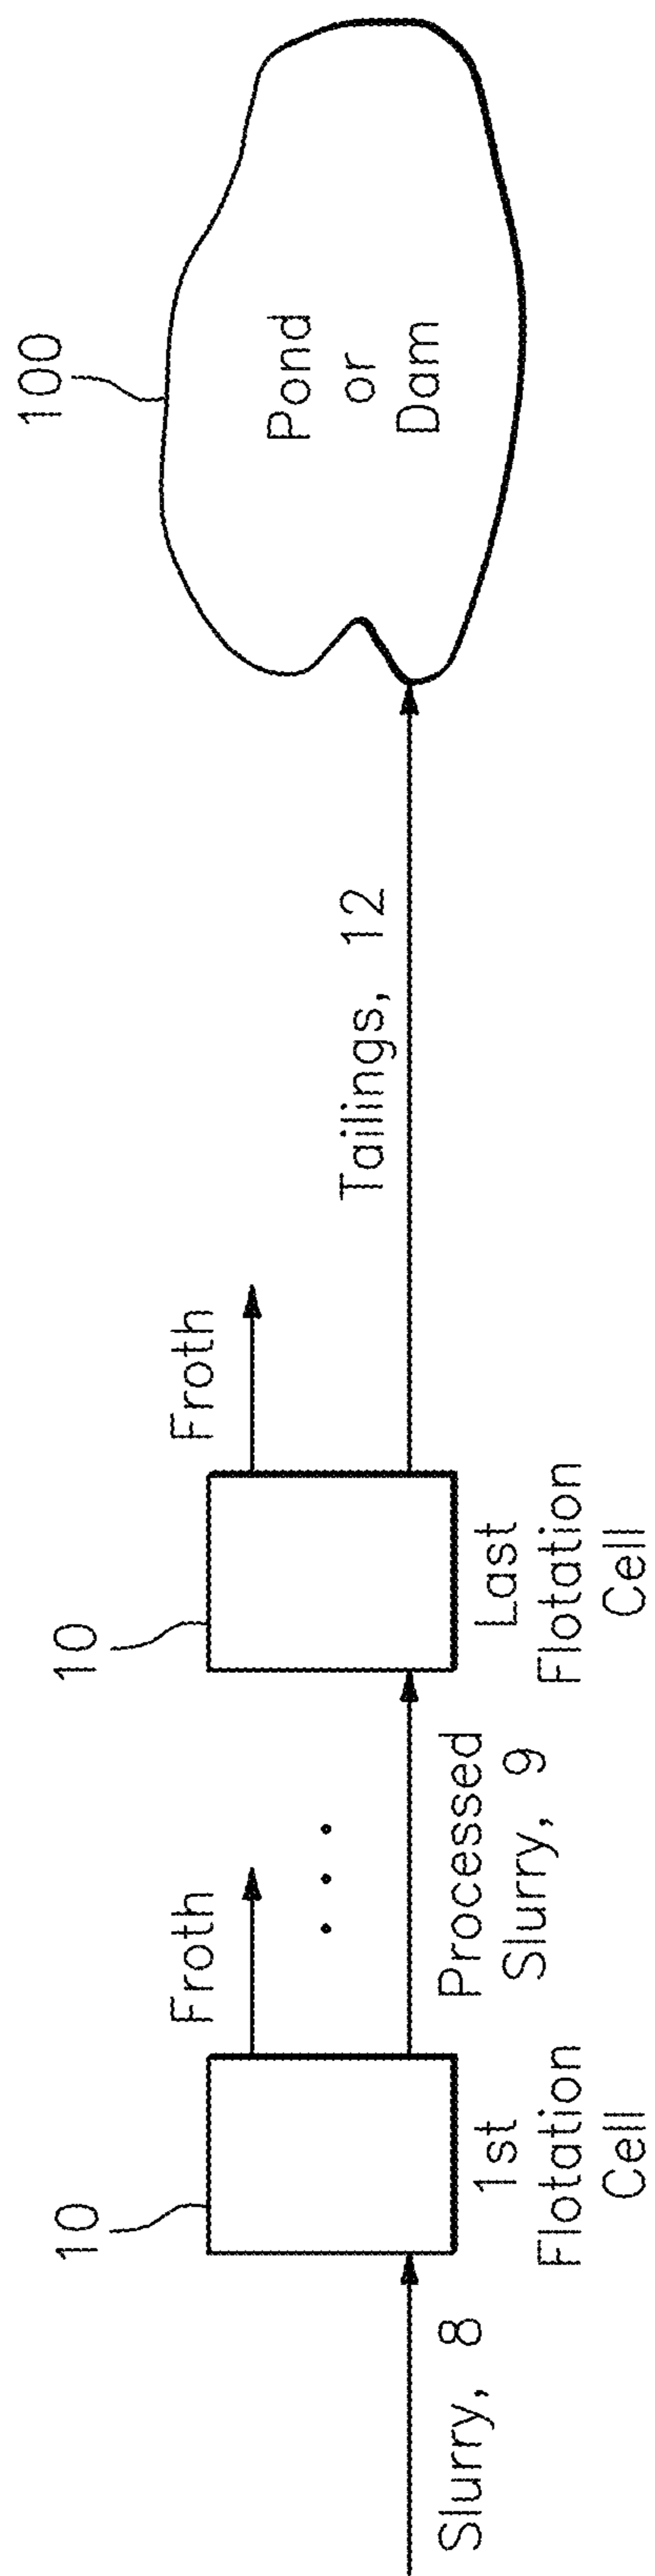 Slurry, 8
10
1st
Flotation
Cell
Froth
Processed
Slurry, 9
10
Last
Flotation
Cell
Froth
Tailings, 12
100
Pond
or
Dam